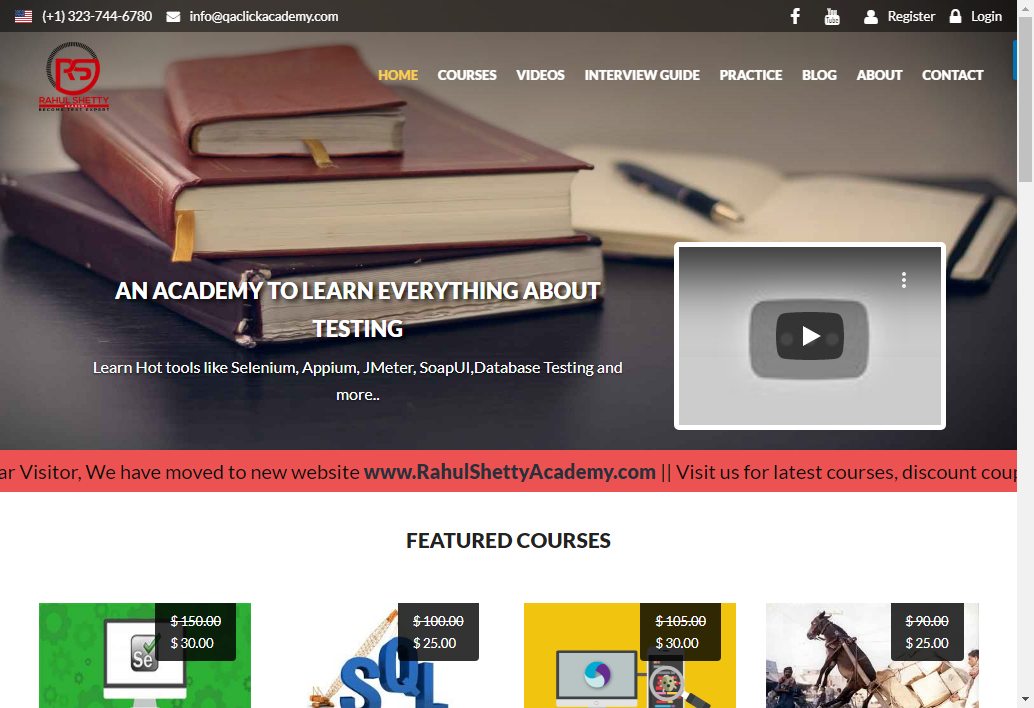 (+1) 323-744-6780 info@qaclickacademy.com Register Login
RS
RAHUL SHETTY
HOME COURSES VIDEOS INTERVIEW GUIDE PRACTICE BLOG ABOUT CONTACT
AN ACADEMY TO LEARN EVERYTHING ABOUT
TESTING
Learn Hot tools like Selenium, Appium, JMeter, SoapUI,Database Testing and
more..
ar Visitor, We have moved to new website www.RahulShettyAcademy.com || Visit us for latest courses, discount coup
FEATURED COURSES
$ 150.00 $ 100.00 $ 105.00 $ 90.00
$ 30.00 $ 25.00 $ 30.00 $ 25.00
Se SQL